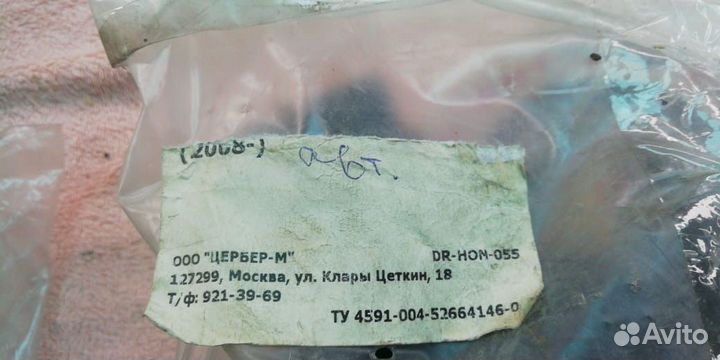 (2008-) авт.
ООО "ЦЕРБЕР-М" DR-HON-055
127299, Москва, ул. Клары Цеткин, 18
Т/ф: 921-39-69
ТУ 4591-004-52664146-0
Avito